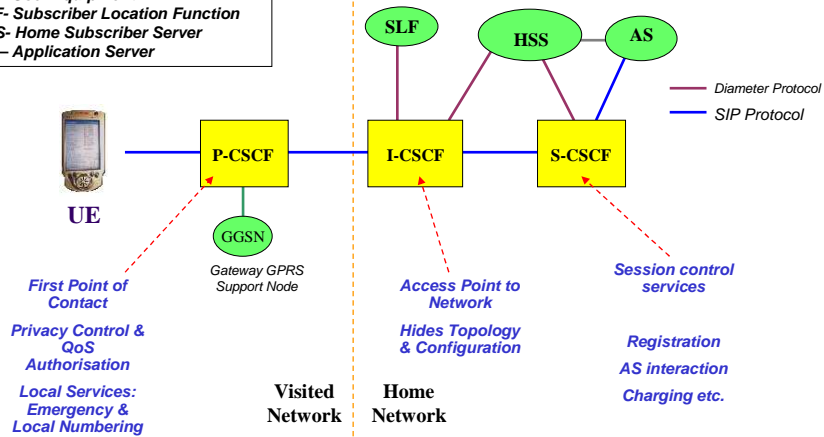 F- Subscriber Location Function
S- Home Subscriber Server
– Application Server
SLF
HSS
AS
Diameter Protocol
SIP Protocol
P-CSCF
I-CSCF
S-CSCF
UE
GGSN
Gateway GPRS
Support Node
First Point of
Contact
Privacy Control &
QoS
Authorisation
Local Services:
Emergency &
Local Numbering
Access Point to
Network
Hides Topology
& Configuration
Session control
services
Registration
AS interaction
Charging etc.
Visited
Network
Home
Network